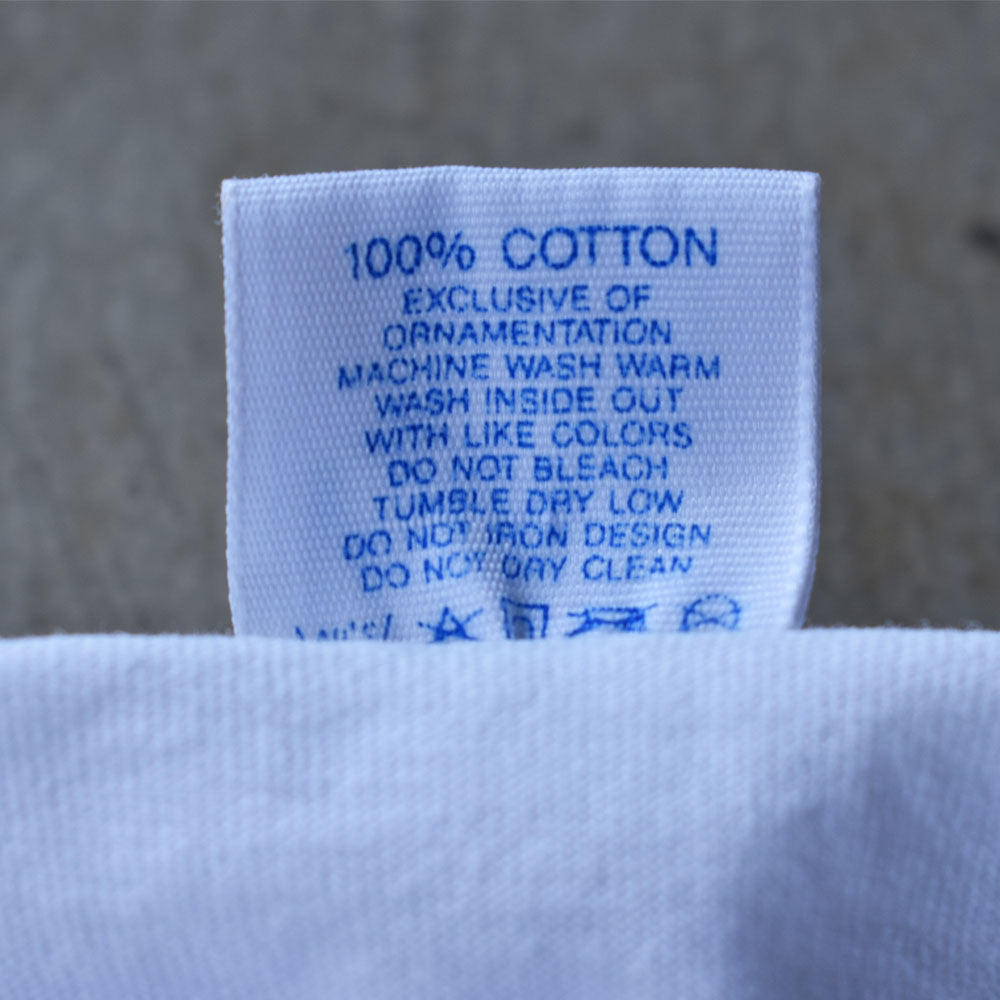 100% COTTON
EXCLUSIVE OF
ORNAMENTATION
MACHINE WASH WARM
WASH INSIDE OUT
WITH LIKE COLORS
DO NOT BLEACH
TUMBLE DRY LOW
DO NOT IRON DESIGN
DO NOT DRY CLEAN